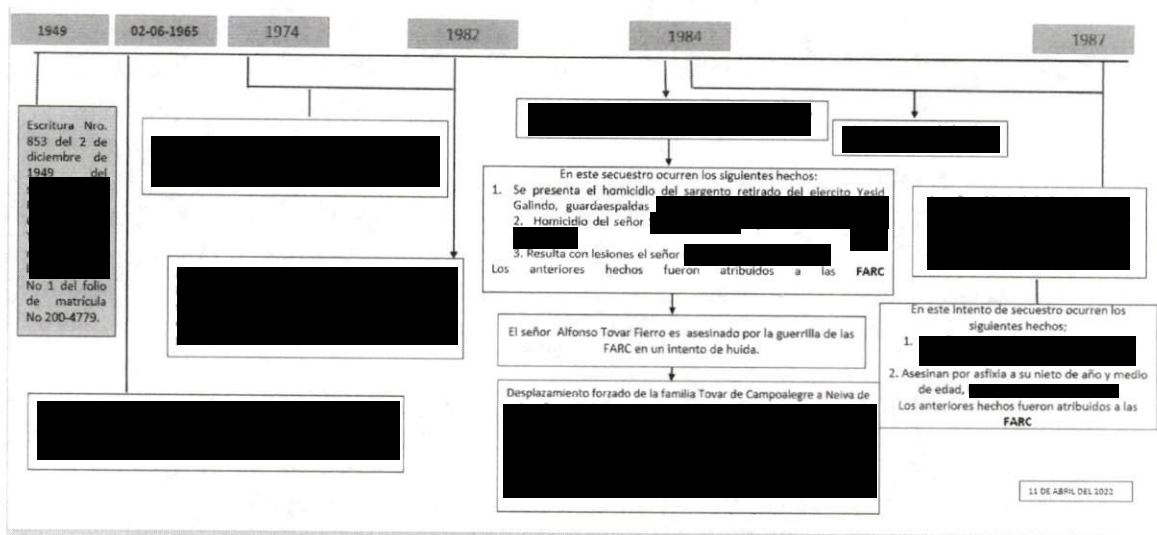 1949
02-06-1965
1974
1982
1984
1987
Escritura Nro.
853 del 2 de
diciembre de
1949 del
No 1 del folio
de matrícula
No 200-4779.
En este secuestro ocurren los siguientes hechos:
1. Se presenta el homicidio del sargento retirado del ejercito Yesid
Galindo, guardaespaldas
2. Homicidio del señor
3. Resulta con lesiones el señor
Los anteriores hechos fueron atribuidos a las FARC
El señor Alfonso Tovar Fierro es asesinado por la guerrilla de las
FARC en un intento de huida.
Desplazamiento forzado de la familia Tovar de Campoalegre a Neiva de
En este intento de secuestro ocurren los
siguientes hechos:
1.
2. Asesinan por asfixia a su nieto de año y medio
de edad,
Los anteriores hechos fueron atribuidos a las
FARC
11 DE ABRIL DEL 2022